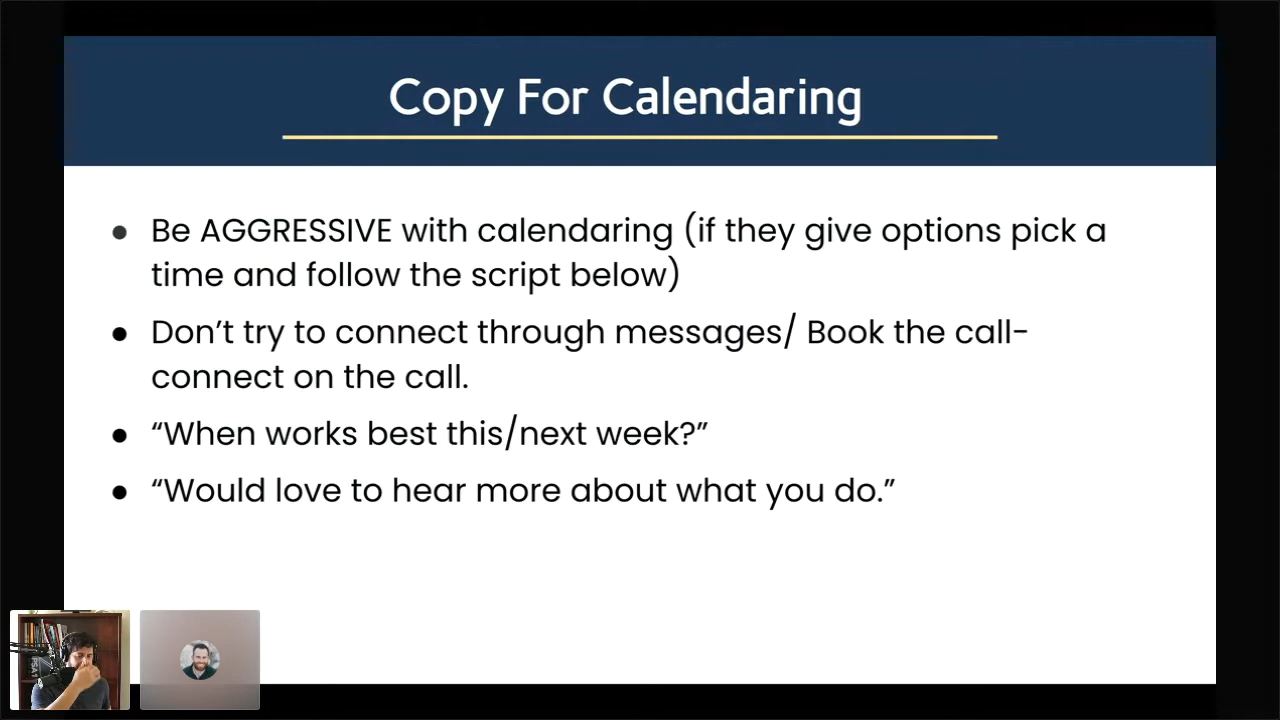 Copy For Calendaring
● Be AGGRESSIVE with calendaring (if they give options pick a
time and follow the script below)
● Don’t try to connect through messages/ Book the call-
connect on the call.
● “When works best this/next week?”
● “Would love to hear more about what you do.”